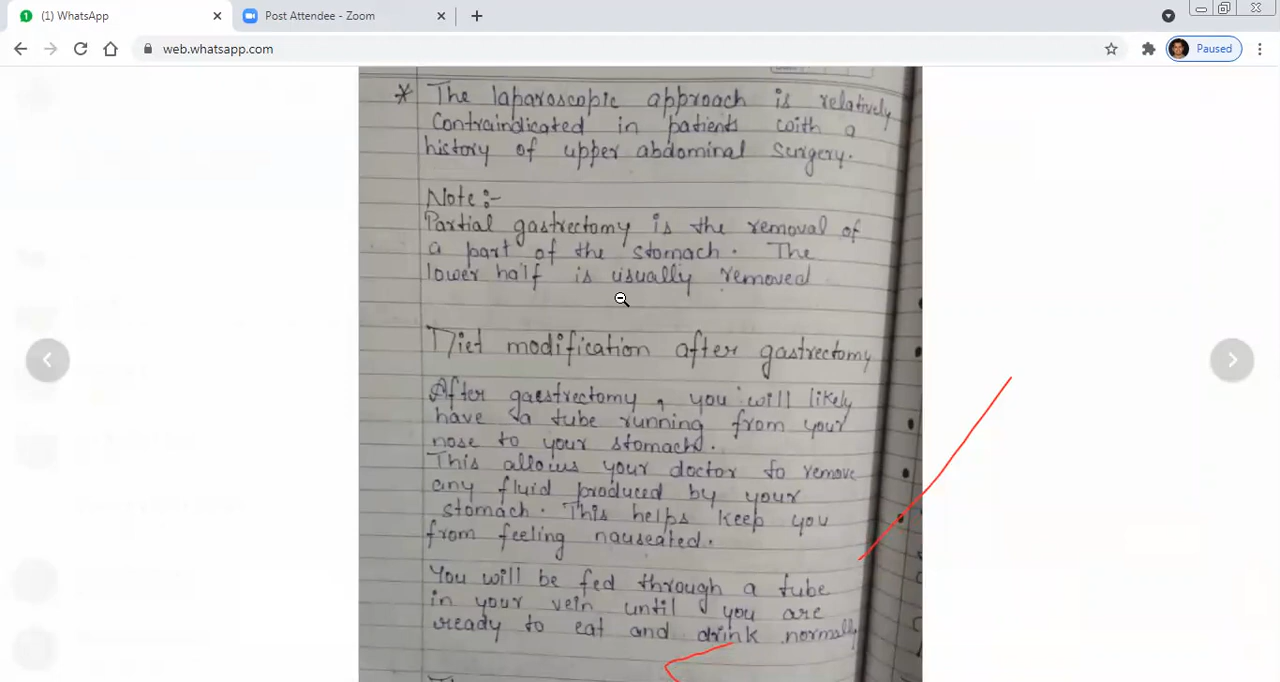 (1) WhatsApp
Post Attendee - Zoom
web.whatsapp.com
Paused
* The laparoscopic approach is relatively
contraindicated in patients with a
history of upper abdominal surgery.
Note:-
Partial gastrectomy is the removal of
a part of the stomach. The
lower half is usually removed
Diet modification after gastrectomy
After gaestrectomy, you will likely
have a tube running from your
nose to your stomach.
This allows your doctor to remove
any fluid produced by your
stomach. This helps keep you
from feeling nauseated.
You will be fed through a tube
in your vein until you are
ready to eat and drink normally